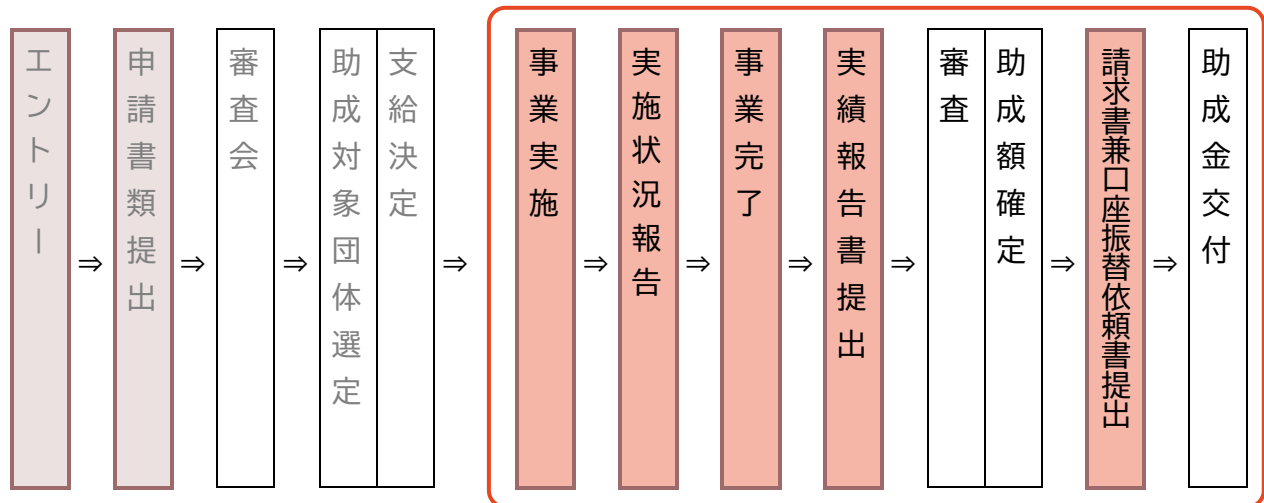 エントリー
⇒
申請書類提出
⇒
審査会
⇒
助成対象団体選定
支給決定
⇒
事業実施
⇒
実施状況報告
⇒
事業完了
⇒
実績報告書提出
⇒
審査
助成額確定
⇒
請求書兼口座振替依頼書提出
⇒
助成金交付